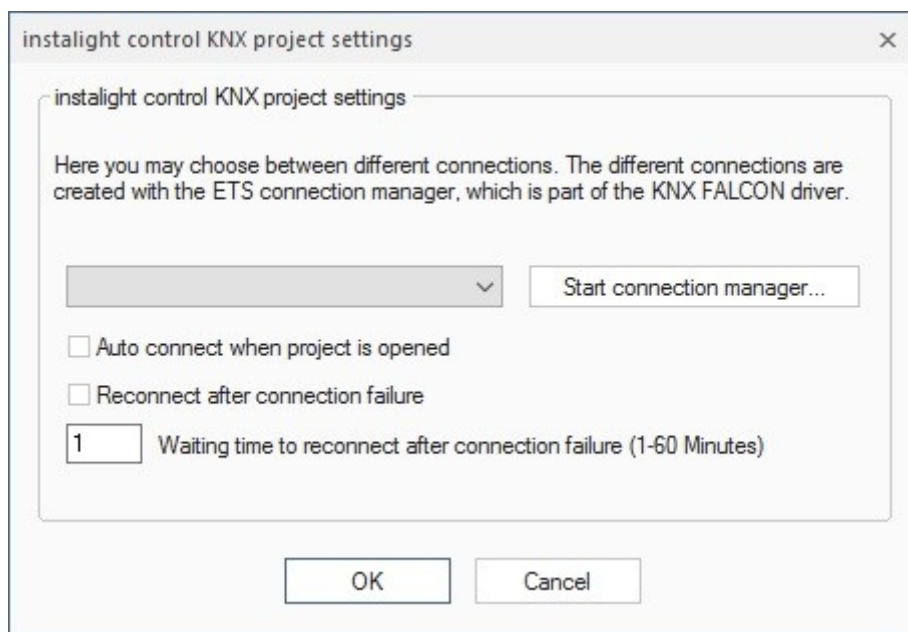 instalight control KNX project settings
instalight control KNX project settings
Here you may choose between different connections. The different connections are
created with the ETS connection manager, which is part of the KNX FALCON driver.
Start connection manager...
Auto connect when project is opened
Reconnect after connection failure
1 Waiting time to reconnect after connection failure (1-60 Minutes)
OK Cancel